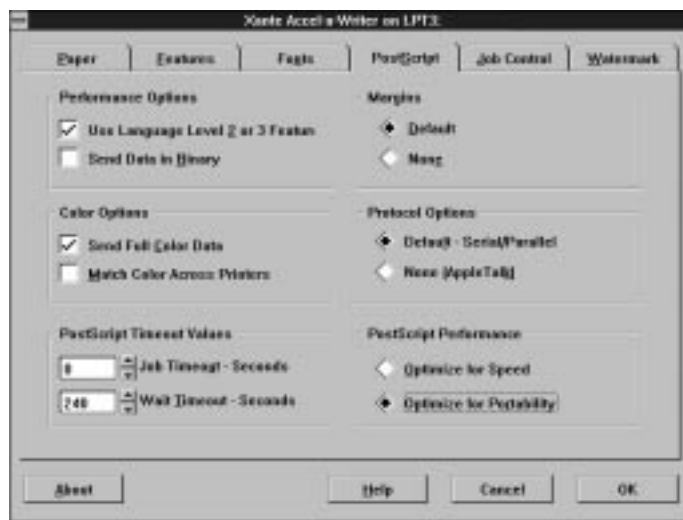 Xante Accel-a-Writer on LPT3:
Paper Features Fonts PostScript Job Control Watermark
Performance Options
Use Language Level 2 or 3 Featun
Send Data in Binary
Margins
Default
None
Color Options
Send Full Color Data
Match Color Across Printers
Protocol Options
Default - Serial/Parallel
None (AppleTalk)
PostScript Timeout Values
0 Job Timeout - Seconds
240 Wait Timeout - Seconds
PostScript Performance
Optimize for Speed
Optimize for Portability
About Help Cancel OK